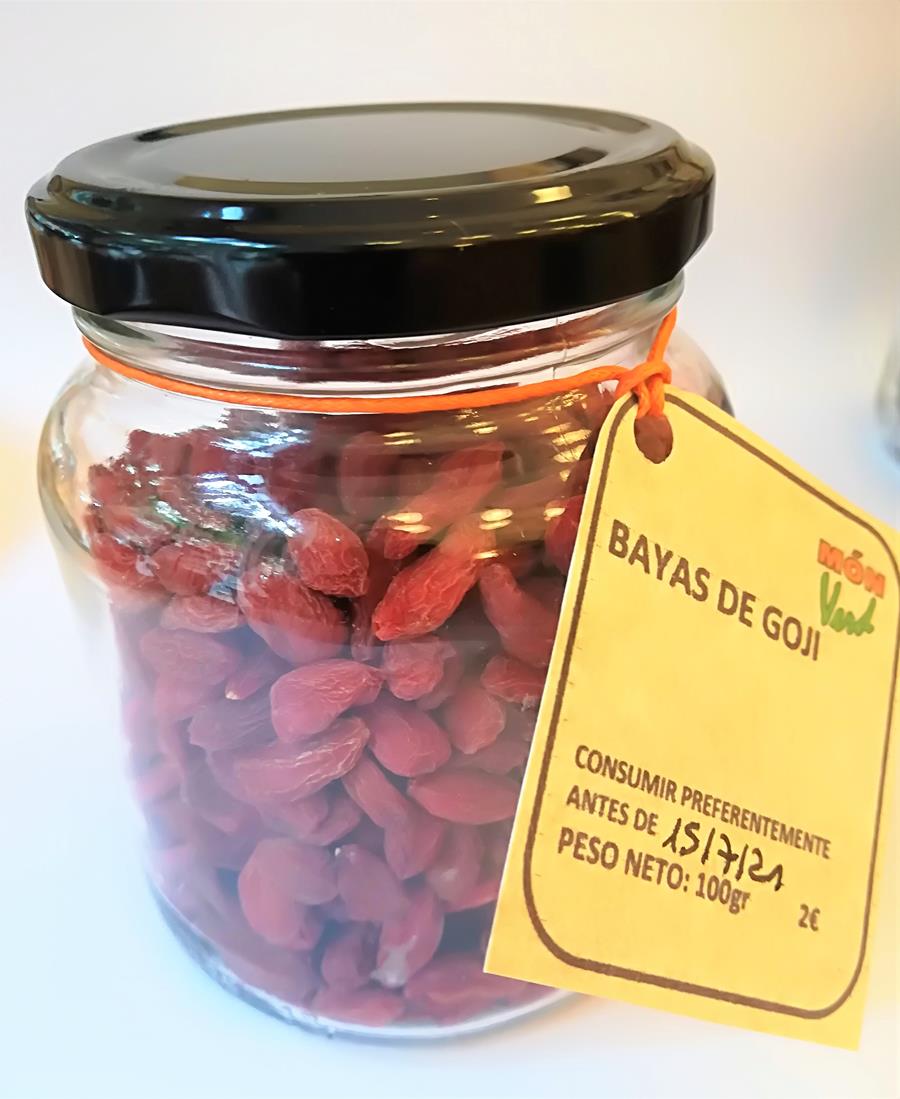 BAYAS DE GOJI
MÓN
Verd
CONSUMIR PREFERENTEMENTE
ANTES DE 15/7/21
PESO NETO: 100gr
2€